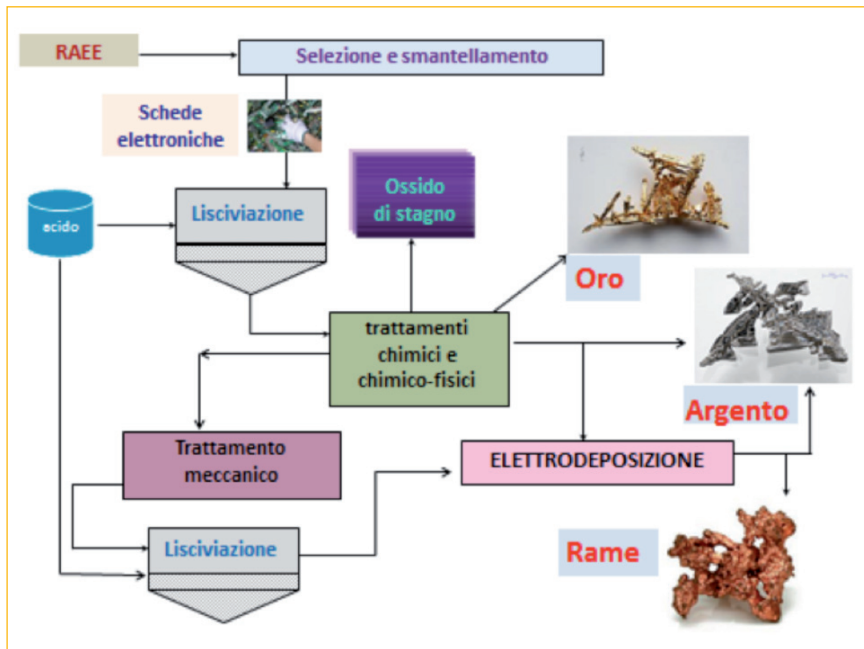 RAEE
Selezione e smantellamento
Schede
elettroniche
acido
Lisciviazione
Ossido
di stagno
Oro
trattamenti
chimici e
chimico-fisici
Argento
Trattamento
meccanico
ELETTRODEPOSIZIONE
Lisciviazione
Rame